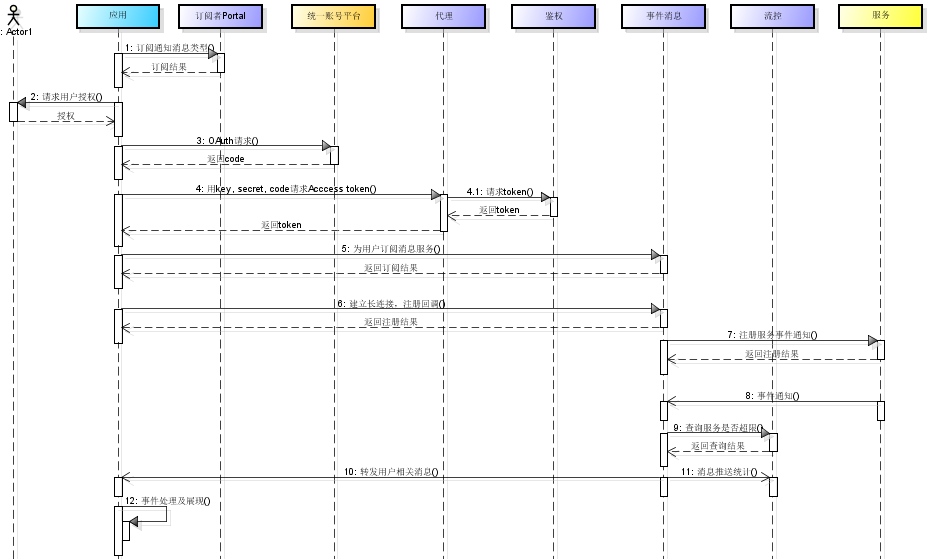 : Actor1
应用
订阅者Portal
统一账号平台
代理
鉴权
事件消息
流控
服务
1: 订阅通知消息类型()
订阅结果
2: 请求用户授权()
授权
3: OAuth请求()
返回code
4: 用key, secret, code请求Acccess token()
4.1: 请求token()
返回token
返回token
5: 为用户订阅消息服务()
返回订阅结果
6: 建立长连接，注册回调()
返回注册结果
7: 注册服务事件通知()
返回注册结果
8: 事件通知()
9: 查询服务是否超限()
返回查询结果
10: 转发用户相关消息()
11: 消息推送统计()
12: 事件处理及展现()